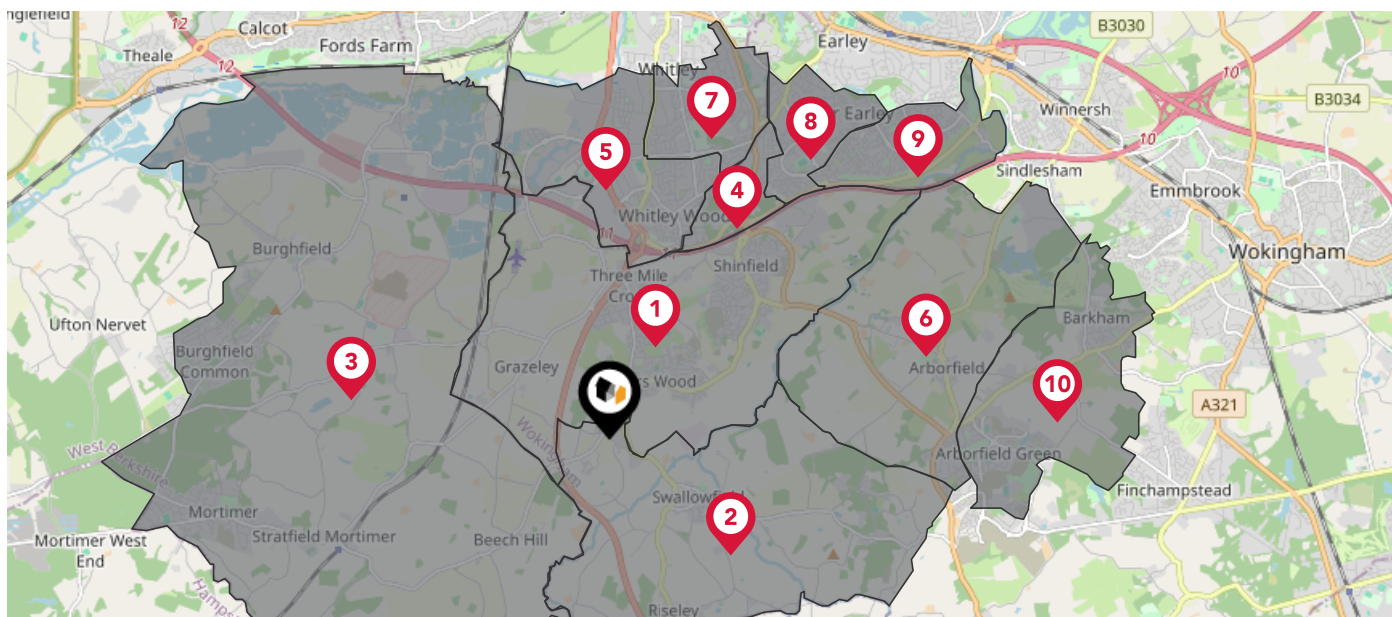 nglefield
12
Calcot
Theale
Fords Farm
12
Whitley
Earley
B3030
10
B3034
Winnersh
7
8
Earley
9
10
5
Sindlesham
4
Emmbrook
Whitley Wood
11
Wokingham
Burghfield
Shinfield
Three Mile
1
6
Ufton Nervet
Barkham
Burghfield
Common
3
Grazeley
Arborfield
10
A321
Wokingham
West Berkshire
Arborfield Green
Finchampstead
Swallowfield
2
Mortimer
Stratfield Mortimer
Beech Hill
Mortimer West
End
Riseley